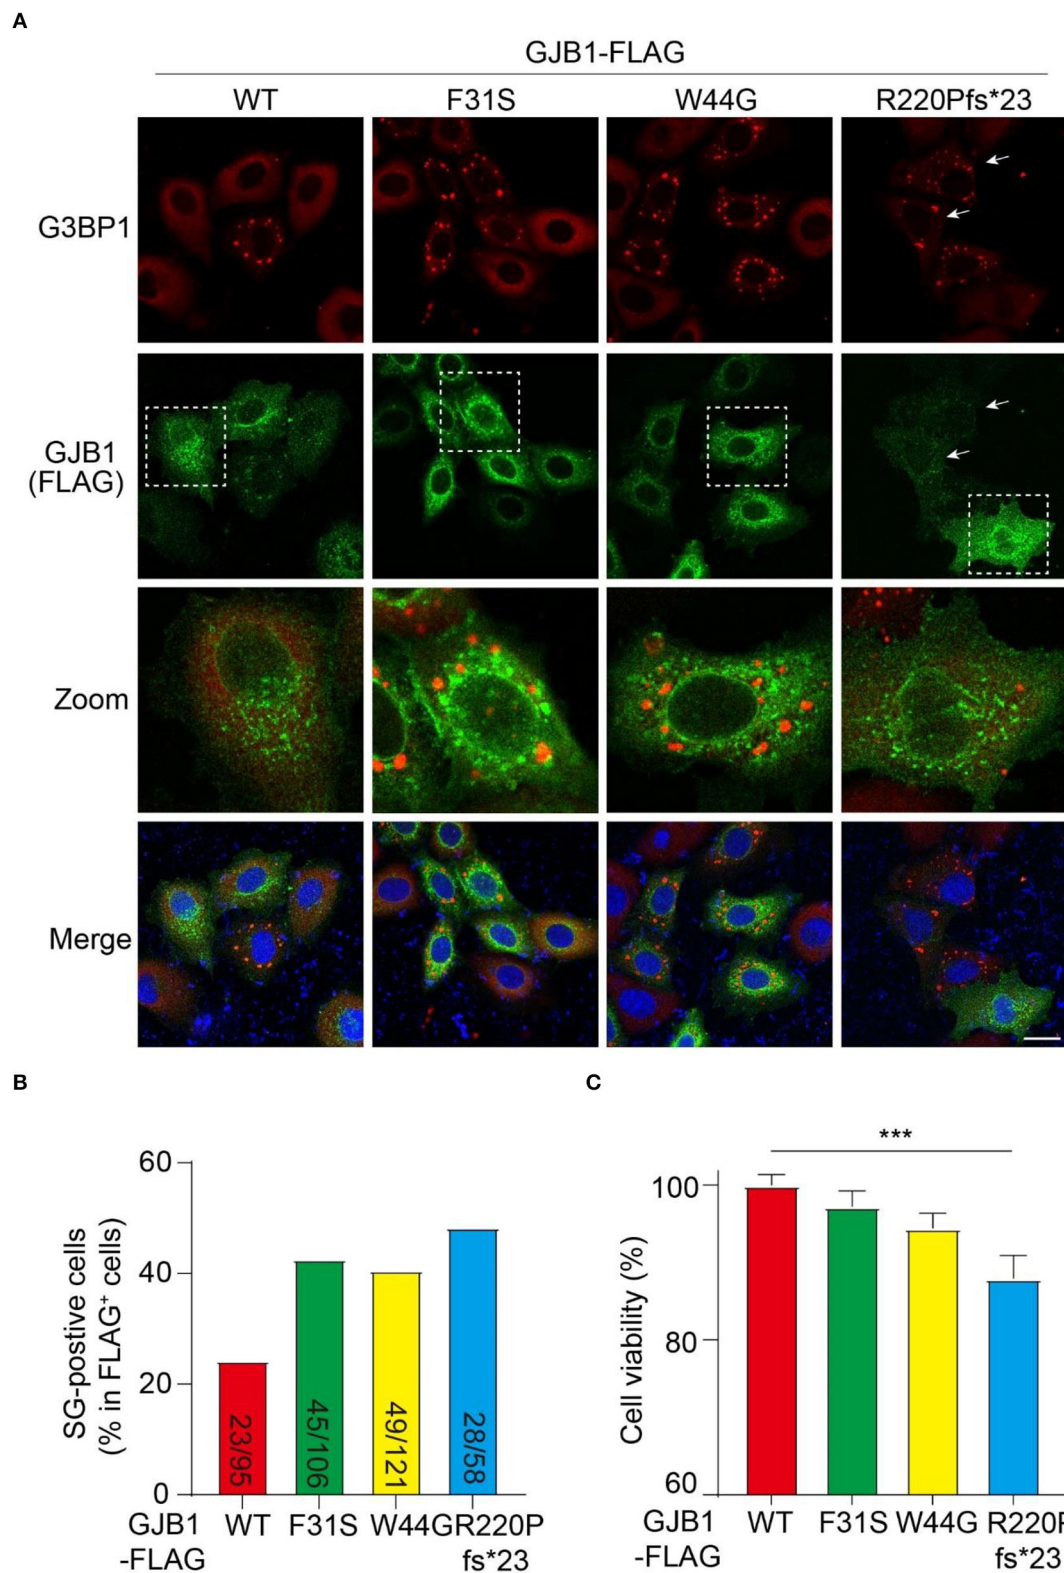 A
GJB1-FLAG
WT F31S W44G R220Pfs*23
G3BP1
GJB1
(FLAG)
Zoom
Merge
B
SG-postive cells
(% in FLAG+ cells)
60
40
20
0
23/95
45/106
49/121
28/58
GJB1
-FLAG
WT F31S W44G R220P
fs*23
C
***
Cell viability (%)
100
80
60
GJB1
-FLAG
WT F31S W44G R220P
fs*23